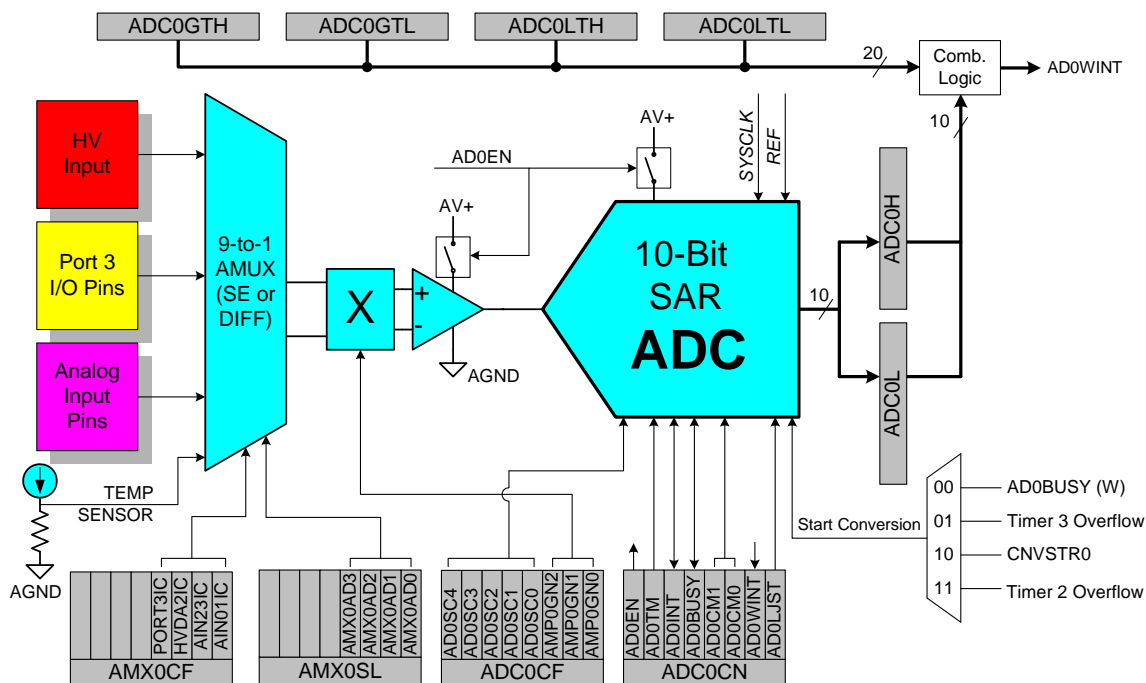 ADC0GTH
ADC0GTL
ADC0LTH
ADC0LTL
20
Comb.
Logic
AD0WINT
10
HV
Input
Port 3
I/O Pins
Analog
Input
Pins
9-to-1
AMUX
(SE or
DIFF)
X
+
-
AV+
AGND
AD0EN
AV+
SYSCLK
REF
10-Bit
SAR
ADC
10
ADC0H
ADC0L
TEMP
SENSOR
AGND
Start Conversion
00
AD0BUSY (W)
01
Timer 3 Overflow
10
CNVSTR0
11
Timer 2 Overflow
PORT3IC
HVDA2IC
AIN23IC
AIN01IC
AMX0CF
AMX0AD3
AMX0AD2
AMX0AD1
AMX0AD0
AMX0SL
AD0SC4
AD0SC3
AD0SC2
AD0SC1
AD0SC0
AMP0GN2
AMP0GN1
AMP0GN0
ADC0CF
AD0EN
AD0TM
AD0INT
AD0BUSY
AD0CM1
AD0CM0
AD0WINT
AD0LJST
ADC0CN